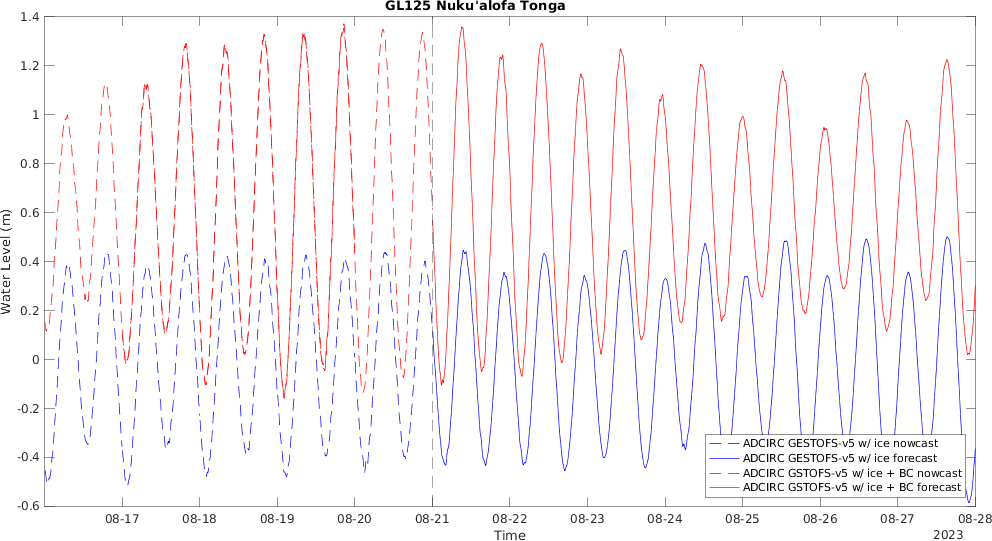 GL125 Nuku'alofa Tonga
1.4
1.2
1
0.8
0.6
0.4
0.2
0
-0.2
-0.4
-0.6
Water Level (m)
ADCIRC GESTOFS-v5 w/ ice nowcast
ADCIRC GESTOFS-v5 w/ ice forecast
ADCIRC GSTOFS-v5 w/ ice + BC nowcast
ADCIRC GSTOFS-v5 w/ ice + BC forecast
08-17 08-18 08-19 08-20 08-21 08-22 08-23 08-24 08-25 08-26 08-27 08-28
Time
2023